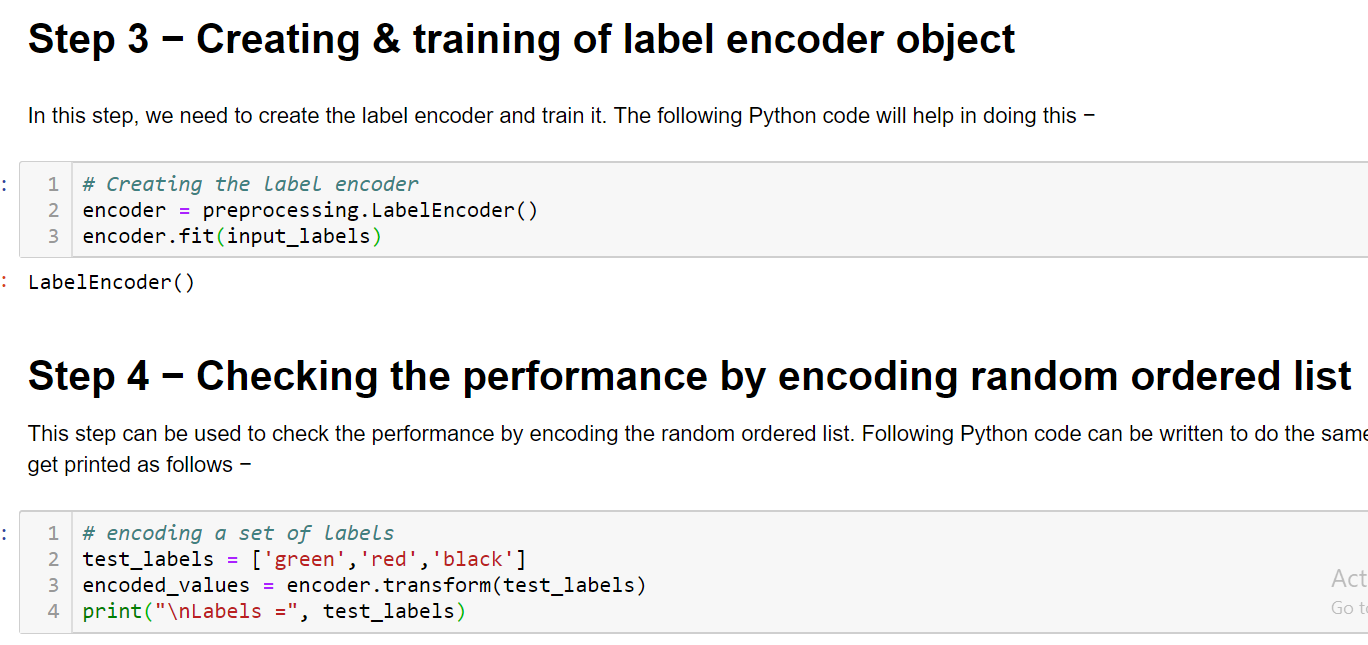 Step 3 − Creating & training of label encoder object
In this step, we need to create the label encoder and train it. The following Python code will help in doing this −
: 1 # Creating the label encoder
2 encoder = preprocessing.LabelEncoder()
3 encoder.fit(input_labels)
: LabelEncoder()
Step 4 − Checking the performance by encoding random ordered list
This step can be used to check the performance by encoding the random ordered list. Following Python code can be written to do the same
get printed as follows −
: 1 # encoding a set of labels
2 test_labels = ['green','red','black']
3 encoded_values = encoder.transform(test_labels)
4 print("\nLabels =", test_labels)
Act
Go to